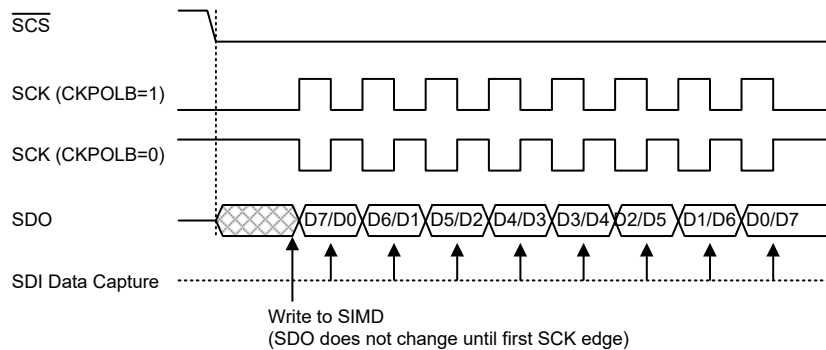 SCS
SCK (CKPOLB=1)
SCK (CKPOLB=0)
SDO
D7/D0 D6/D1 D5/D2 D4/D3 D3/D4 D2/D5 D1/D6 D0/D7
SDI Data Capture
Write to SIMD
(SDO does not change until first SCK edge)